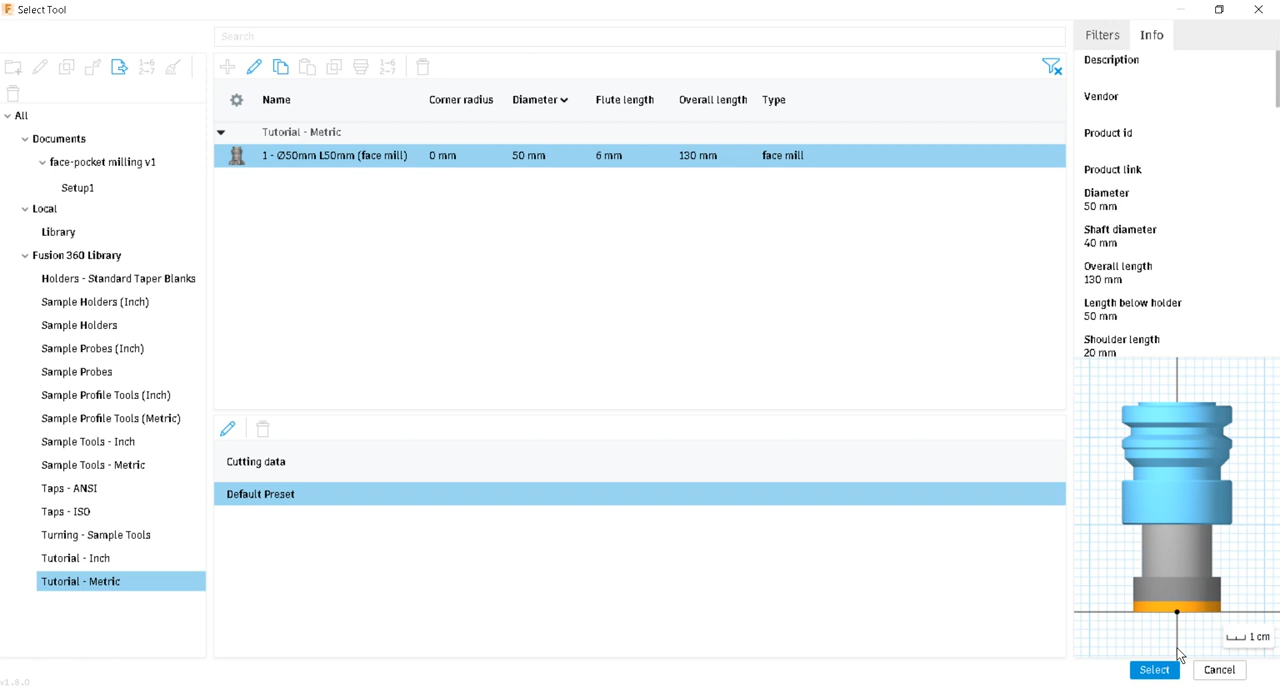 Select Tool
Search
Filters Info
Name Corner radius Diameter Flute length Overall length Type
Tutorial - Metric
1 - Ø50mm L50mm (face mill) 0 mm 50 mm 6 mm 130 mm face mill
All
Documents
face-pocket milling v1
Setup1
Local
Library
Fusion 360 Library
Holders - Standard Taper Blanks
Sample Holders (Inch)
Sample Holders
Sample Probes (Inch)
Sample Probes
Sample Profile Tools (Inch)
Sample Profile Tools (Metric)
Sample Tools - Inch
Sample Tools - Metric
Taps - ANSI
Taps - ISO
Turning - Sample Tools
Tutorial - Inch
Tutorial - Metric
Cutting data
Default Preset
Description
Vendor
Product id
Product link
Diameter
50 mm
Shaft diameter
40 mm
Overall length
130 mm
Length below holder
50 mm
Shoulder length
20 mm
1 cm
Select Cancel
v1.8.0